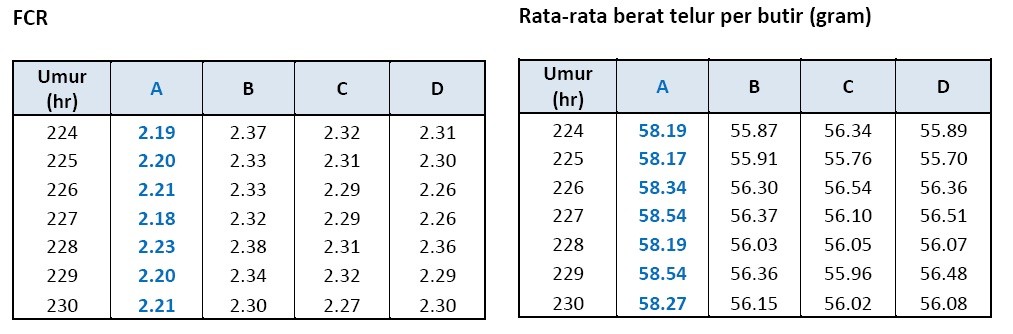 FCR
Umur (hr) A B C D
224 2.19 2.37 2.32 2.31
225 2.20 2.33 2.31 2.30
226 2.21 2.33 2.29 2.26
227 2.18 2.32 2.29 2.26
228 2.23 2.38 2.31 2.36
229 2.20 2.34 2.32 2.29
230 2.21 2.30 2.27 2.30
Rata-rata berat telur per butir (gram)
Umur (hr) A B C D
224 58.19 55.87 56.34 55.89
225 58.17 55.91 55.76 55.70
226 58.34 56.30 56.54 56.36
227 58.54 56.37 56.10 56.51
228 58.19 56.03 56.05 56.07
229 58.54 56.36 55.96 56.48
230 58.27 56.15 56.02 56.08